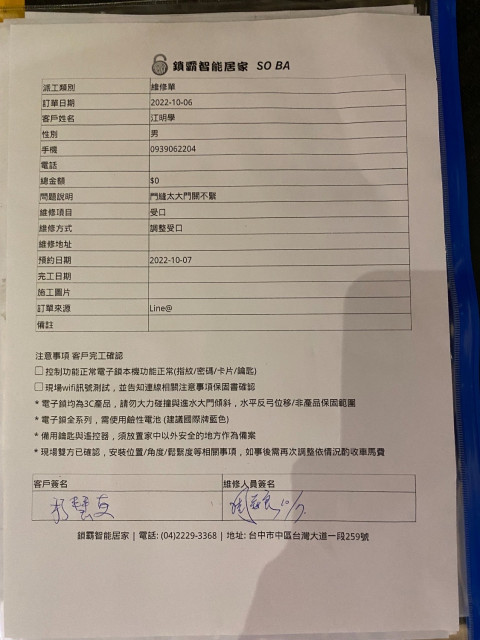 鎖霸智能居家 SO BA
派工類別 維修單
訂單日期 2022-10-06
客戶姓名 江明學
性別 男
手機 0939062204
電話
總金額 $0
問題說明 門縫太大門關不緊
維修項目 受口
維修方式 調整受口
維修地址
預約日期 2022-10-07
完工日期
施工圖片
訂單來源 Line@
備註
注意事項 客戶完工確認
控制功能正常電子鎖本機功能正常(指紋/密碼/卡片/鑰匙)
現場wifi訊號測試，並告知連線相關注意事項保固書確認
* 電子鎖均為3C產品，請勿大力碰撞與進水大門傾斜，水平反弓位移/非產品保固範圍
* 電子鎖全系列，需使用鹼性電池 (建議國際牌藍色)
* 備用鑰匙與遙控器，須放置家中以外安全的地方作為備案
* 現場雙方已確認，安裝位置/角度/鬆緊度等相關事項，如事後需再次調整依情況酌收車馬費
客戶簽名 維修人員簽名
10/7
鎖霸智能居家 | 電話: (04)2229-3368 | 地址: 台中市中區台灣大道一段259號